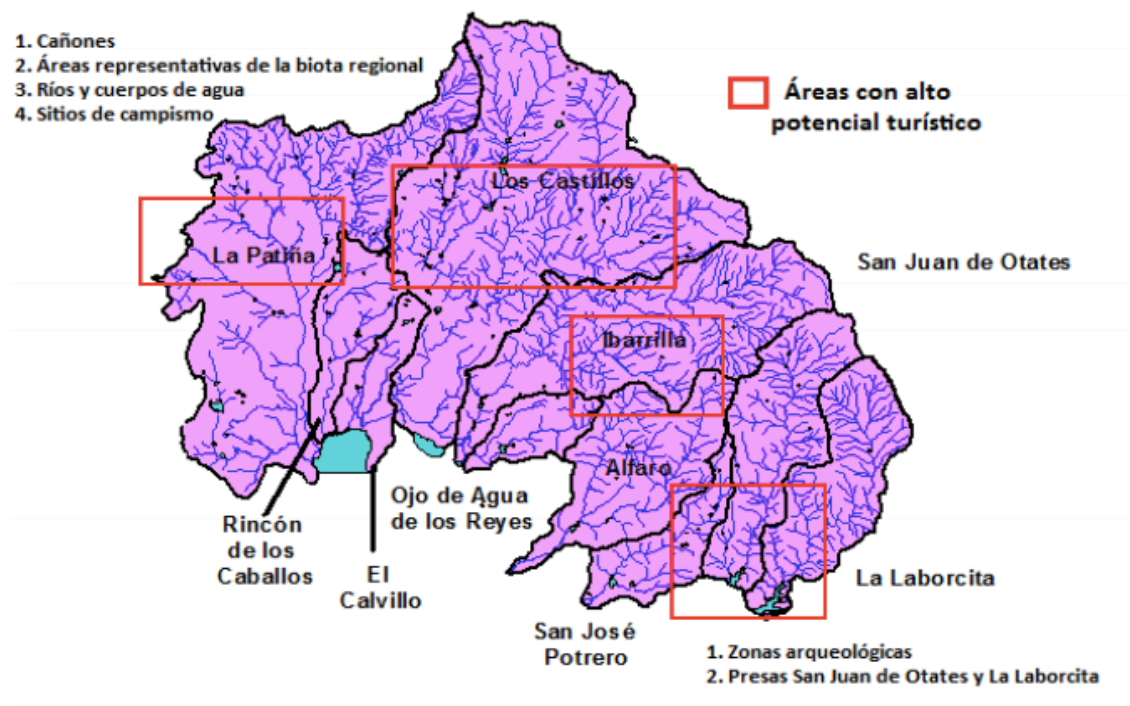 1. Cañones
2. Áreas representativas de la biota regional
3. Ríos y cuerpos de agua
4. Sitios de campismo
Áreas con alto
potencial turístico
Los Castillos
La Patiña
San Juan de Otates
Ibarrilla
Alfaro
Ojo de Agua
de los Reyes
Rincón
de los
Caballos
El
Calvillo
La Laborcita
San José
Potrero
1. Zonas arqueológicas
2. Presas San Juan de Otates y La Laborcita